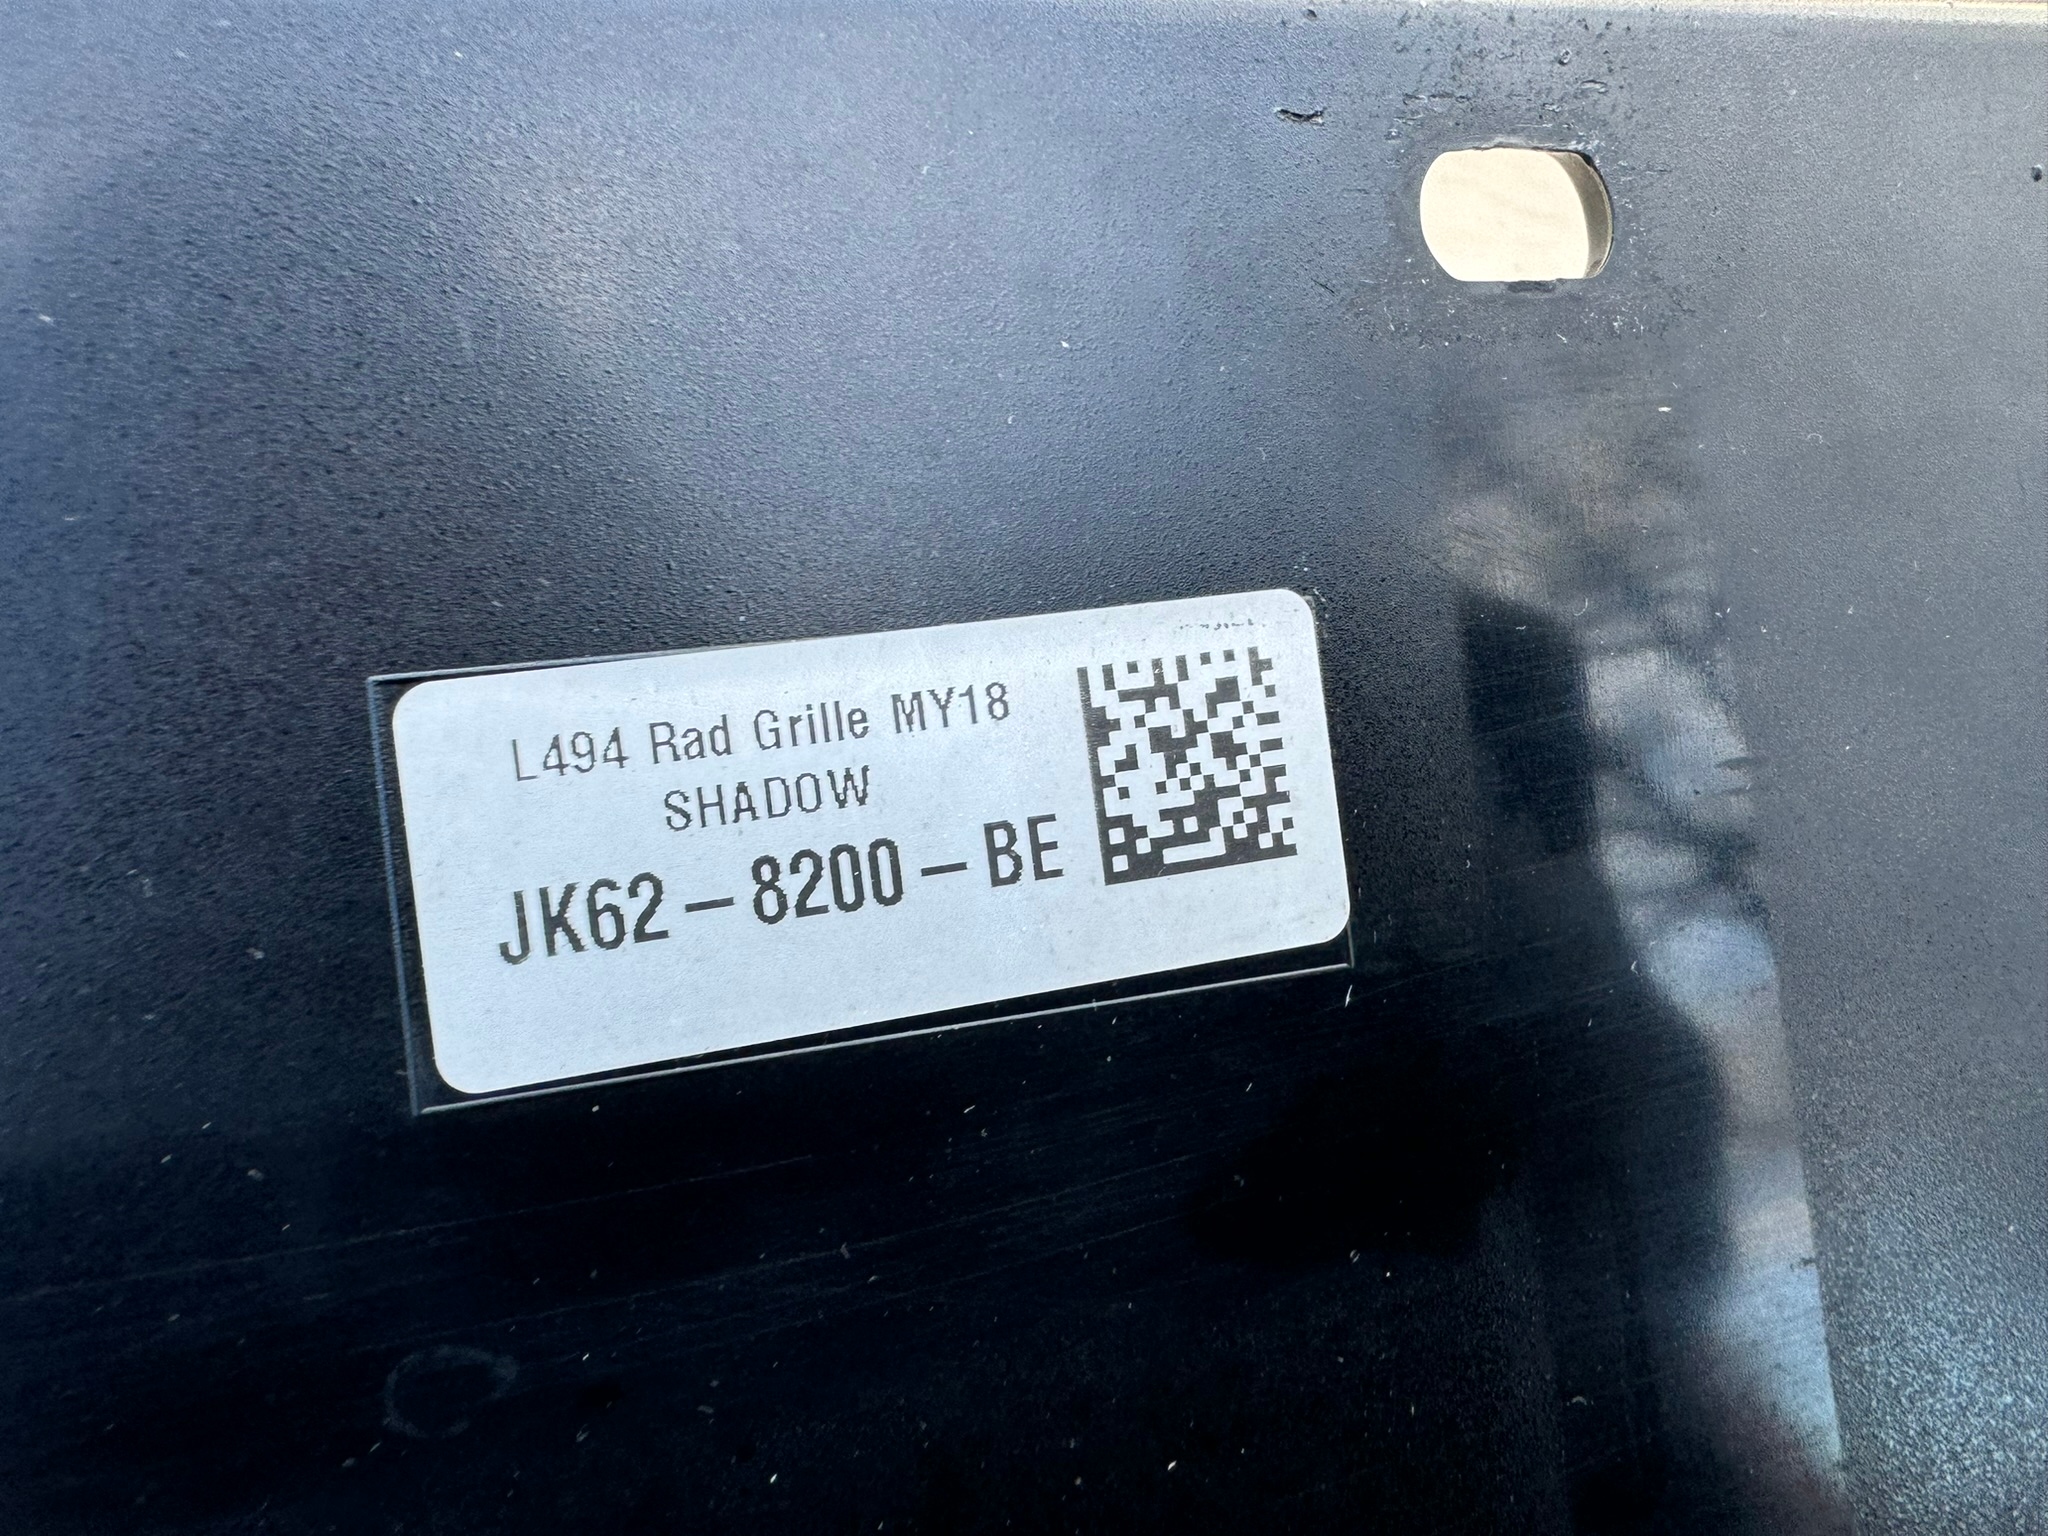 L494 Rad Grille MY18
SHADOW
JK62-8200-BE